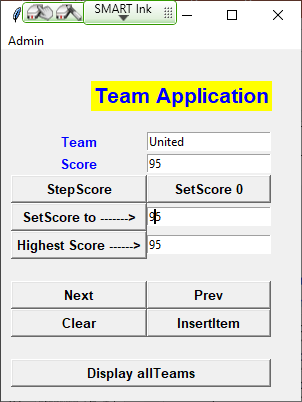 SMART Ink
Admin
Team Application
Team United
Score 95
StepScore SetScore 0
SetScore to -------> 95
Highest Score ------> 95
Next Prev
Clear InsertItem
Display allTeams